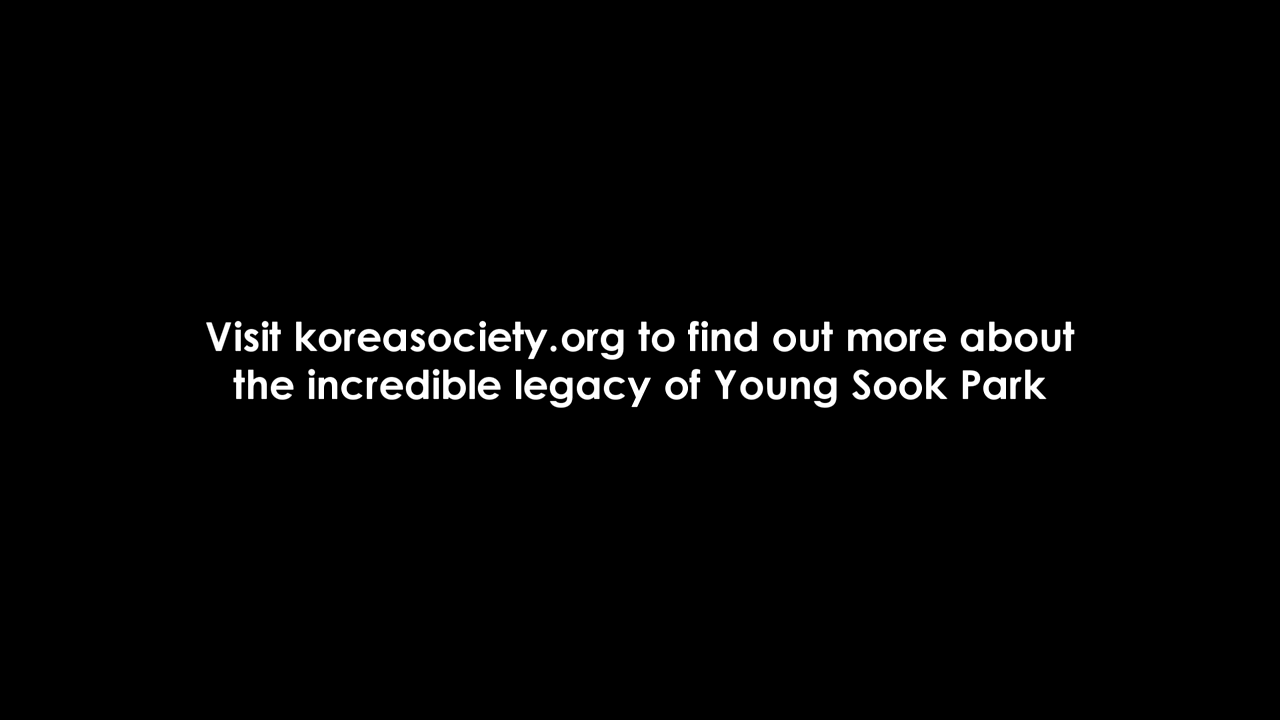 Visit koreasociety.org to find out more about
the incredible legacy of Young Sook Park